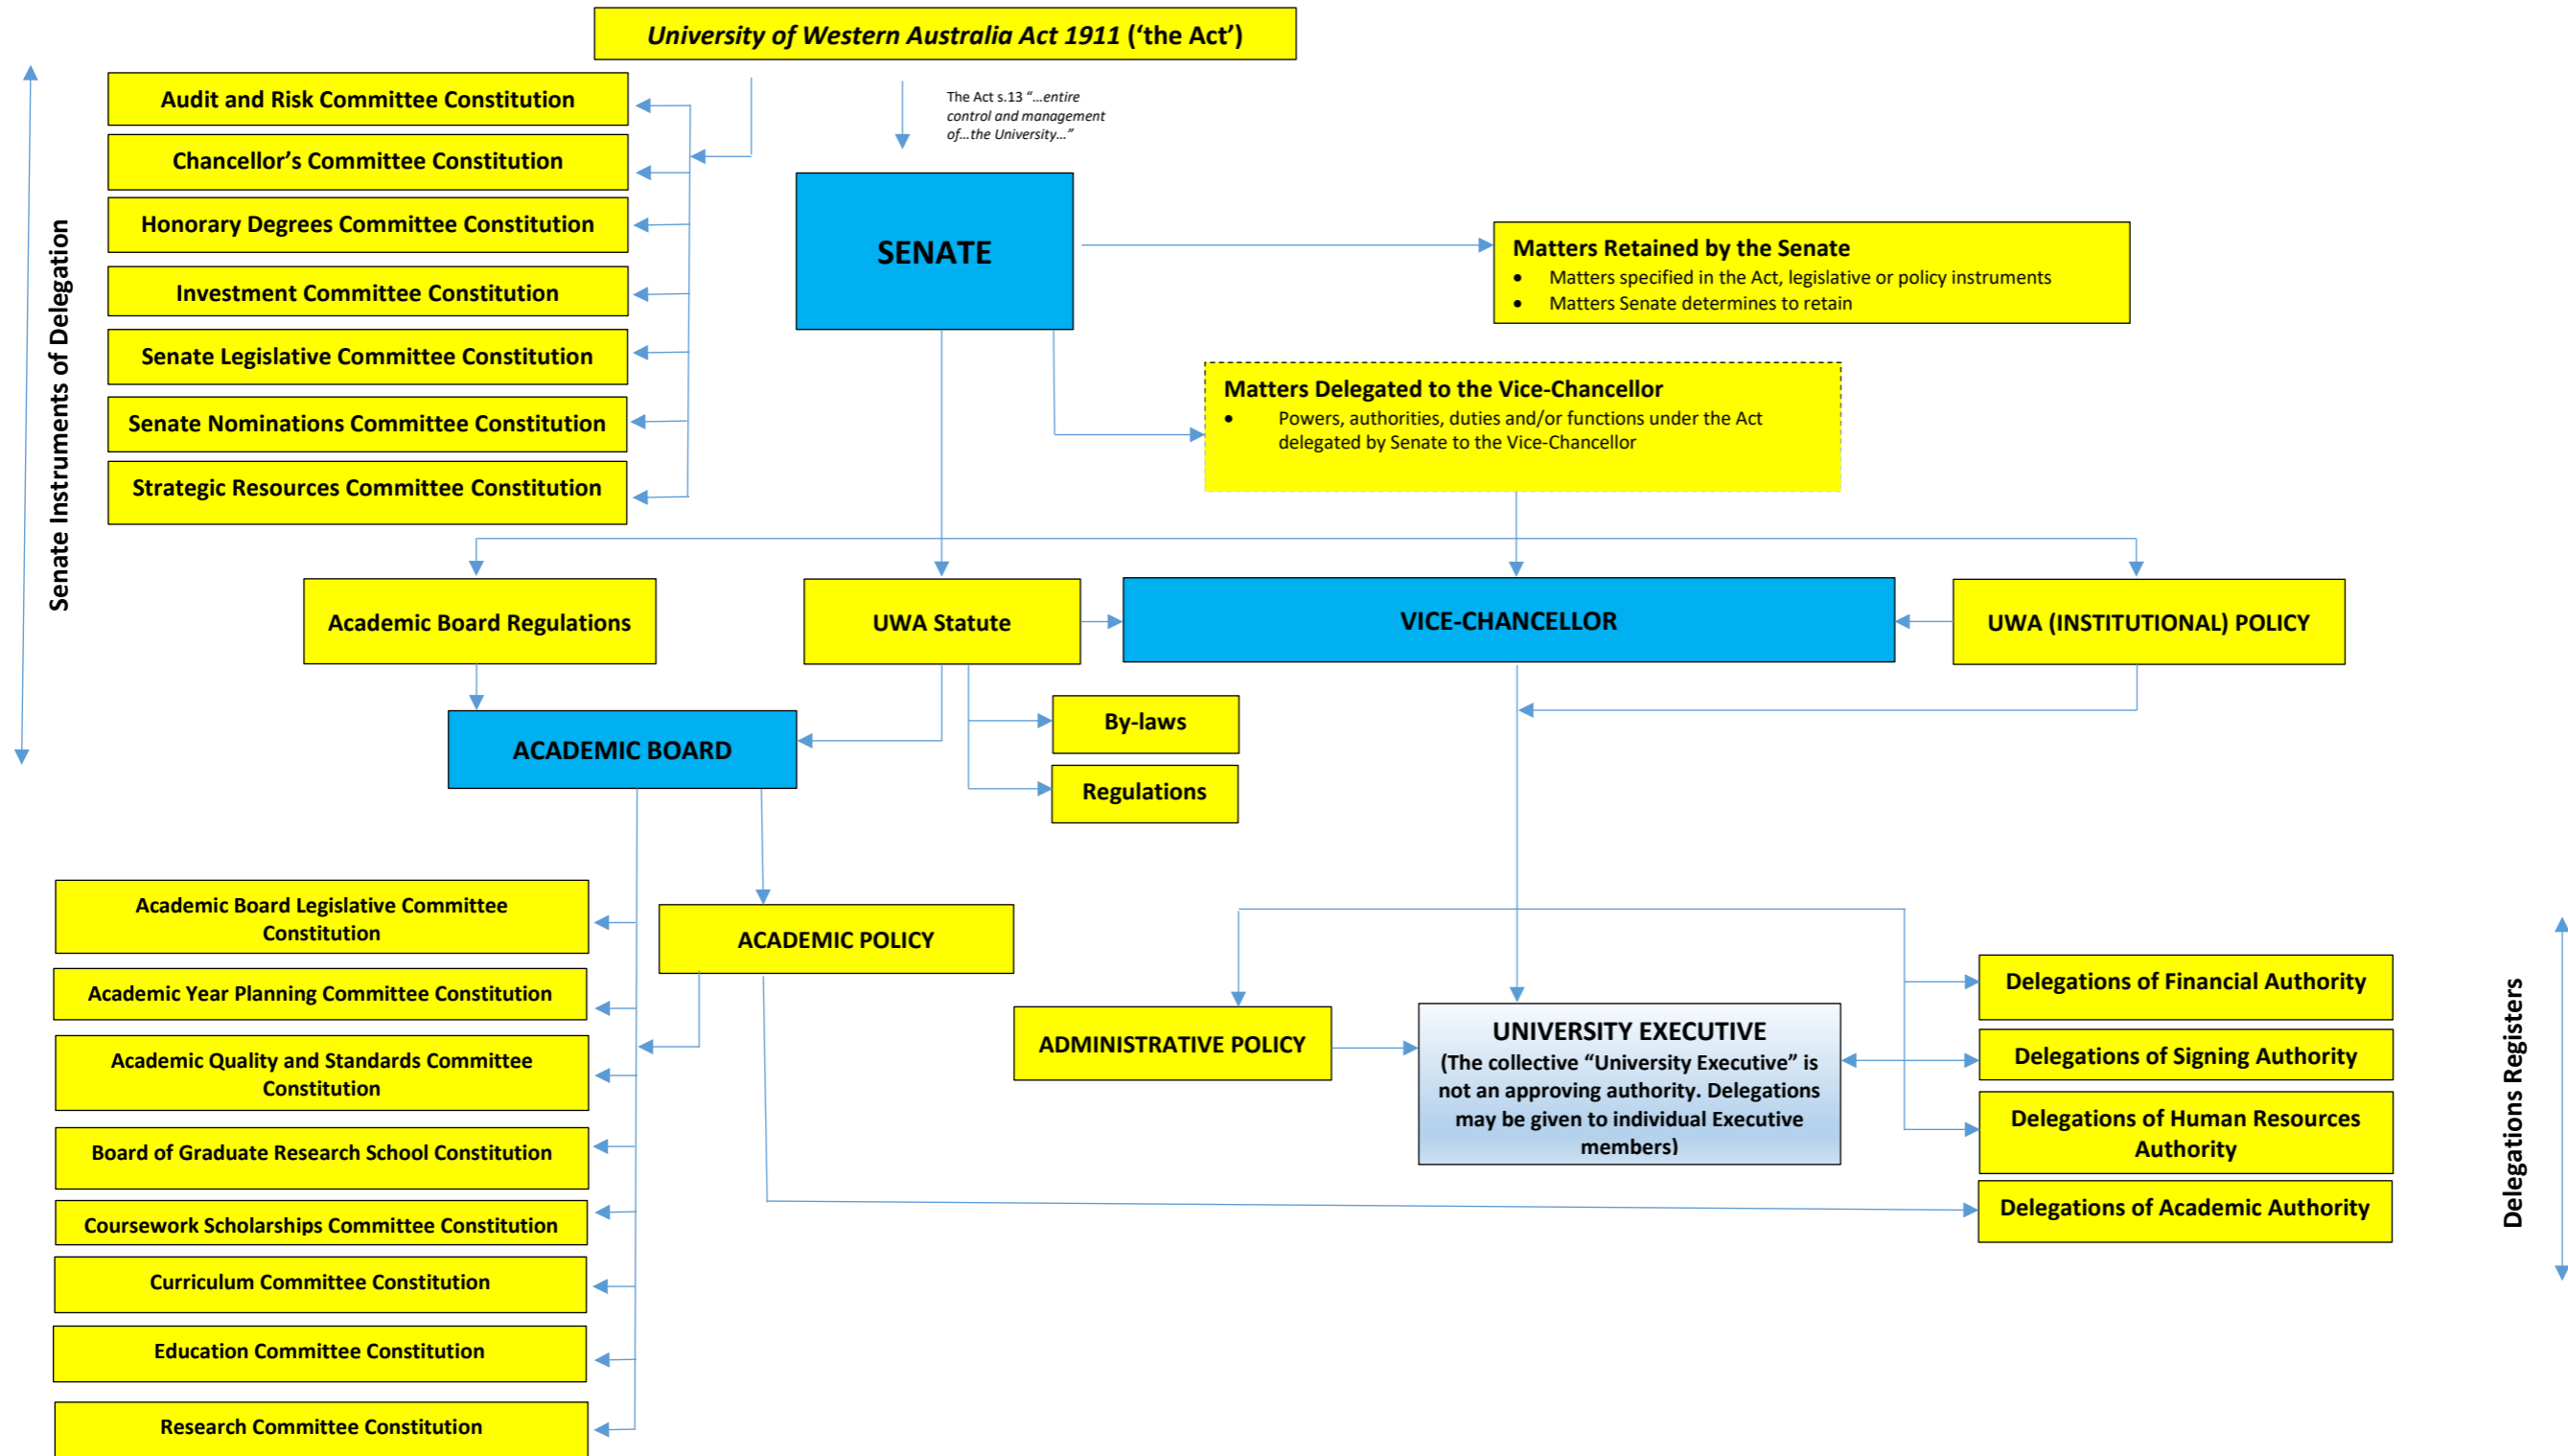 University of Western Australia Act 1911 (‘the Act’)
Audit and Risk Committee Constitution
Chancellor’s Committee Constitution
Honorary Degrees Committee Constitution
Investment Committee Constitution
Senate Legislative Committee Constitution
Senate Nominations Committee Constitution
Strategic Resources Committee Constitution
Senate Instruments of Delegation
The Act s.13 “...entire
control and management
of...the University...”
SENATE
Matters Retained by the Senate
• Matters specified in the Act, legislative or policy instruments
• Matters Senate determines to retain
Matters Delegated to the Vice-Chancellor
• Powers, authorities, duties and/or functions under the Act
delegated by Senate to the Vice-Chancellor
Academic Board Regulations
UWA Statute
VICE-CHANCELLOR
UWA (INSTITUTIONAL) POLICY
By-laws
Regulations
ACADEMIC BOARD
Academic Board Legislative Committee
Constitution
Academic Year Planning Committee Constitution
Academic Quality and Standards Committee
Constitution
Board of Graduate Research School Constitution
Coursework Scholarships Committee Constitution
Curriculum Committee Constitution
Education Committee Constitution
Research Committee Constitution
ACADEMIC POLICY
ADMINISTRATIVE POLICY
UNIVERSITY EXECUTIVE
(The collective “University Executive” is
not an approving authority. Delegations
may be given to individual Executive
members)
Delegations of Financial Authority
Delegations of Signing Authority
Delegations of Human Resources
Authority
Delegations of Academic Authority
Delegations Registers